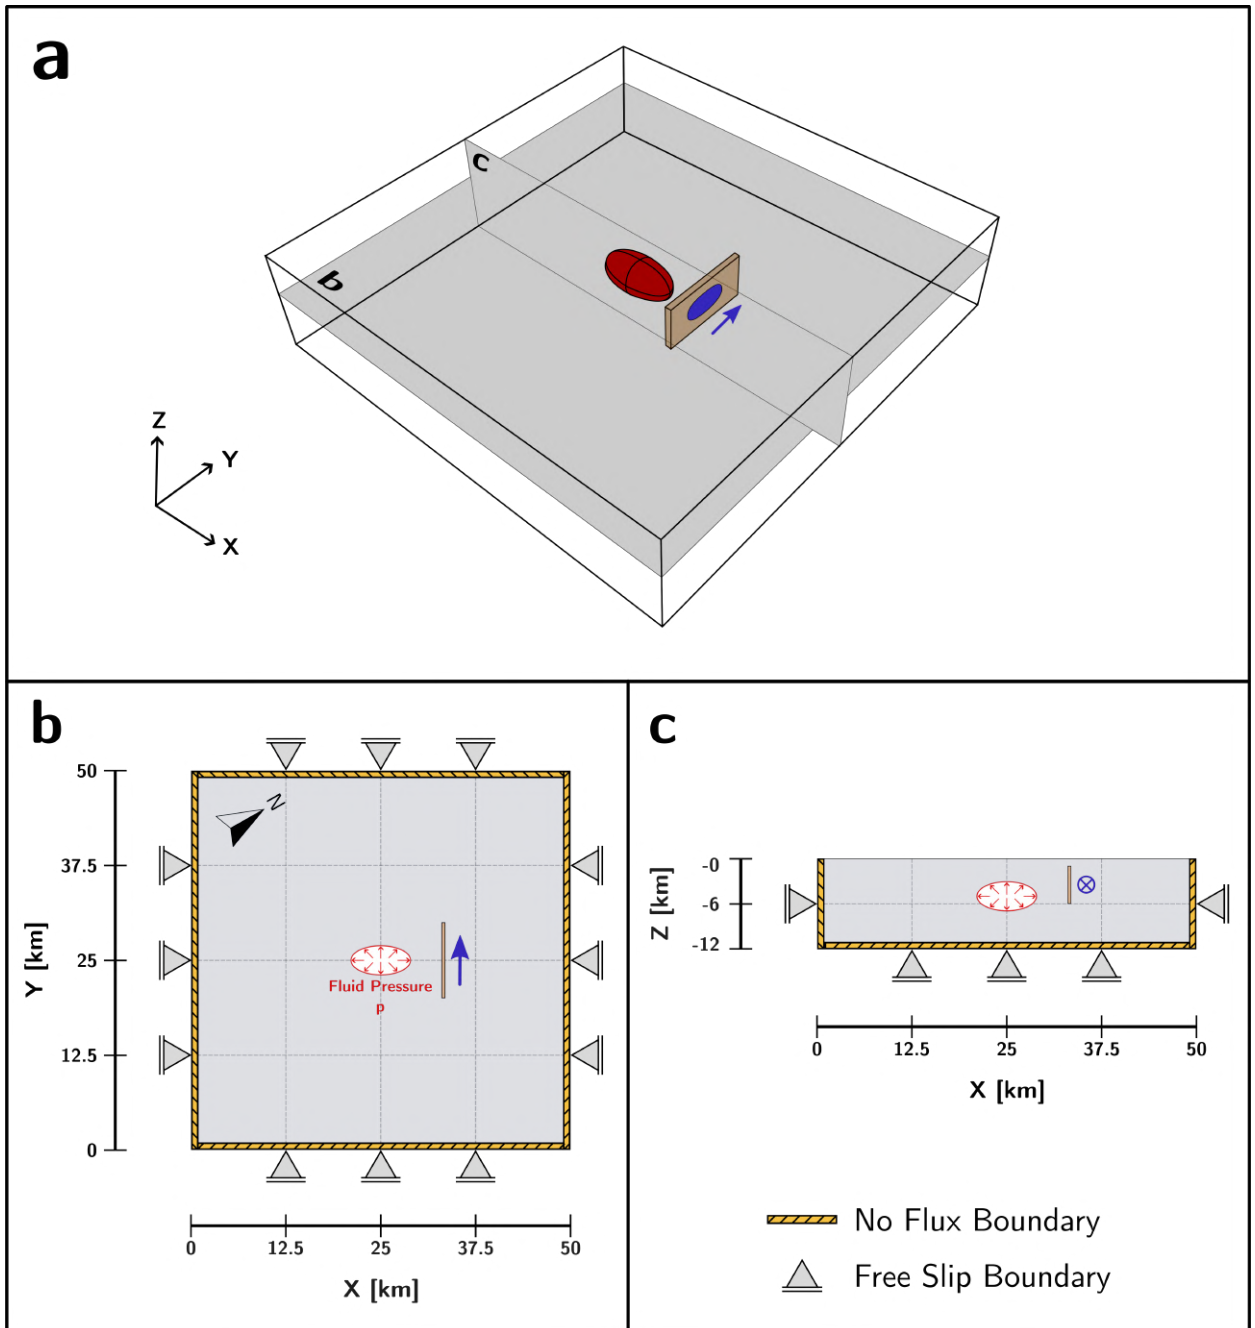 a
c
b
Z
Y
X
b
50
37.5
25
12.5
0
Y [km]
N
Fluid Pressure
p
0 12.5 25 37.5 50
X [km]
c
-0
-6
-12
Z [km]
0 12.5 25 37.5 50
X [km]
No Flux Boundary
Free Slip Boundary